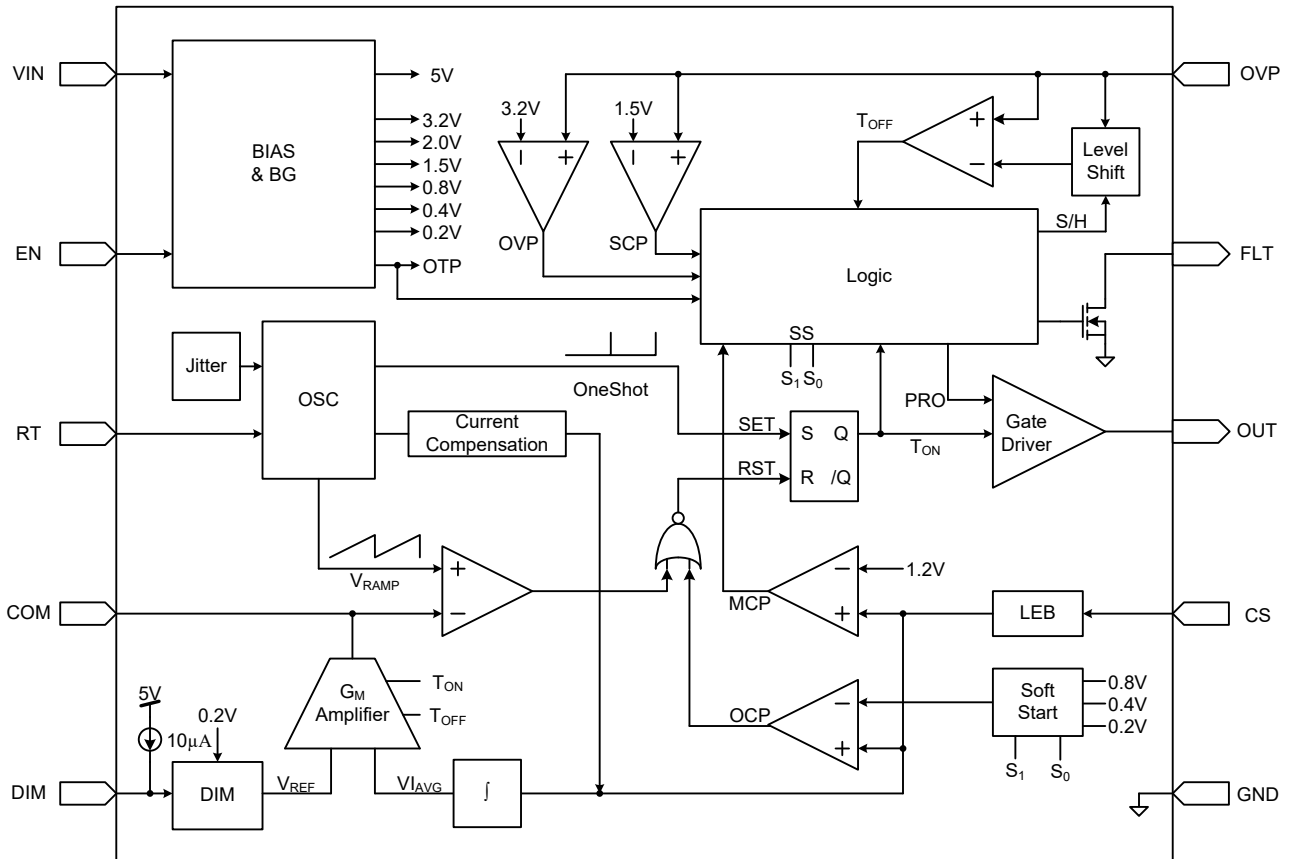 VIN
BIAS
& BG
5V
3.2V
2.0V
1.5V
0.8V
0.4V
0.2V
OTP
EN
3.2V
1.5V
− +
− +
OVP
SCP
TOFF
+
−
Level
Shift
S/H
OVP
FLT
Logic
SS
S1 S0
Jitter
OSC
OneShot
Current
Compensation
RT
SET
RST
S Q
R /Q
PRO
TON
Gate
Driver
OUT
VRAMP
+
−
COM
MCP
−
+
1.2V
LEB
CS
GM
Amplifier
TON
TOFF
OCP
−
+
Soft
Start
0.8V
0.4V
0.2V
S1 S0
5V
10μA
0.2V
DIM
DIM
VREF
VIAVG
∫
GND